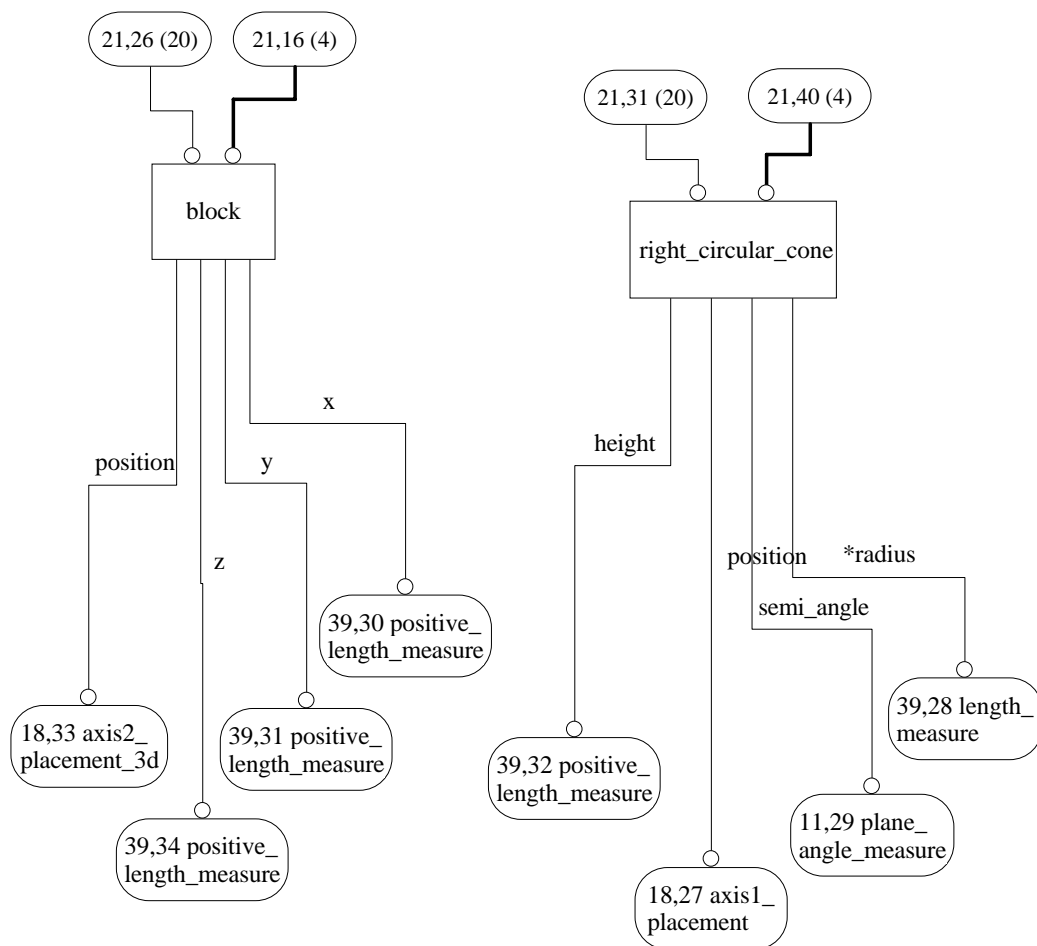 21,26 (20)
21,16 (4)
21,31 (20)
21,40 (4)
block
right_circular_cone
x
height
position
y
z
position
*radius
semi_angle
39,30 positive_
length_measure
18,33 axis2_
placement_3d
39,31 positive_
length_measure
39,28 length_
measure
39,32 positive_
length_measure
39,34 positive_
length_measure
11,29 plane_
angle_measure
18,27 axis1_
placement